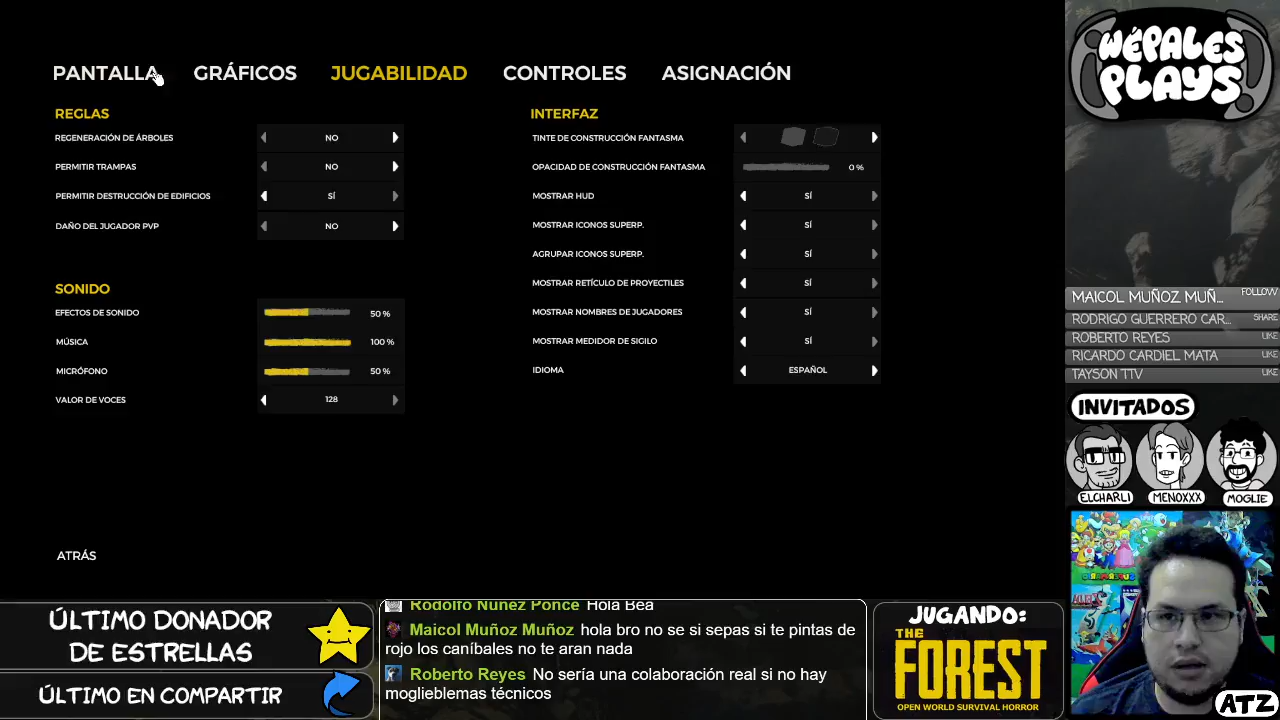 PANTALLA GRÁFICOS JUGABILIDAD CONTROLES ASIGNACIÓN
REGLAS
REGENERACIÓN DE ÁRBOLES NO
PERMITIR TRAMPAS NO
PERMITIR DESTRUCCIÓN DE EDIFICIOS SÍ
DAÑO DEL JUGADOR PVP NO
SONIDO
EFECTOS DE SONIDO 50 %
MÚSICA 100 %
MICRÓFONO 50 %
VALOR DE VOCES 128
INTERFAZ
TINTE DE CONSTRUCCIÓN FANTASMA
OPACIDAD DE CONSTRUCCIÓN FANTASMA 0 %
MOSTRAR HUD SÍ
MOSTRAR ICONOS SUPERP. SÍ
AGRUPAR ICONOS SUPERP. SÍ
MOSTRAR RETÍCULO DE PROYECTILES SÍ
MOSTRAR NOMBRES DE JUGADORES SÍ
MOSTRAR MEDIDOR DE SIGILO SÍ
IDIOMA ESPAÑOL
ATRÁS
WÉPALES
PLAYS
MAICOL MUÑOZ MUÑ... FOLLOW
RODRIGO GUERRERO CAR... SHARE
ROBERTO REYES LIKE
RICARDO CARDIEL MATA LIKE
TAYSON TTV LIKE
INVITADOS
ELCHARLI MENOXXX MOGLIE
ÚLTIMO DONADOR
DE ESTRELLAS
ÚLTIMO EN COMPARTIR
Rodolfo Nuñez Ponce Hola Bea
Maicol Muñoz Muñoz hola bro no se si sepas si te pintas de
rojo los caníbales no te aran nada
Roberto Reyes No sería una colaboración real si no hay
moglieblemas técnicos
JUGANDO:
THE
FOREST
OPEN WORLD SURVIVAL HORROR
ATZ